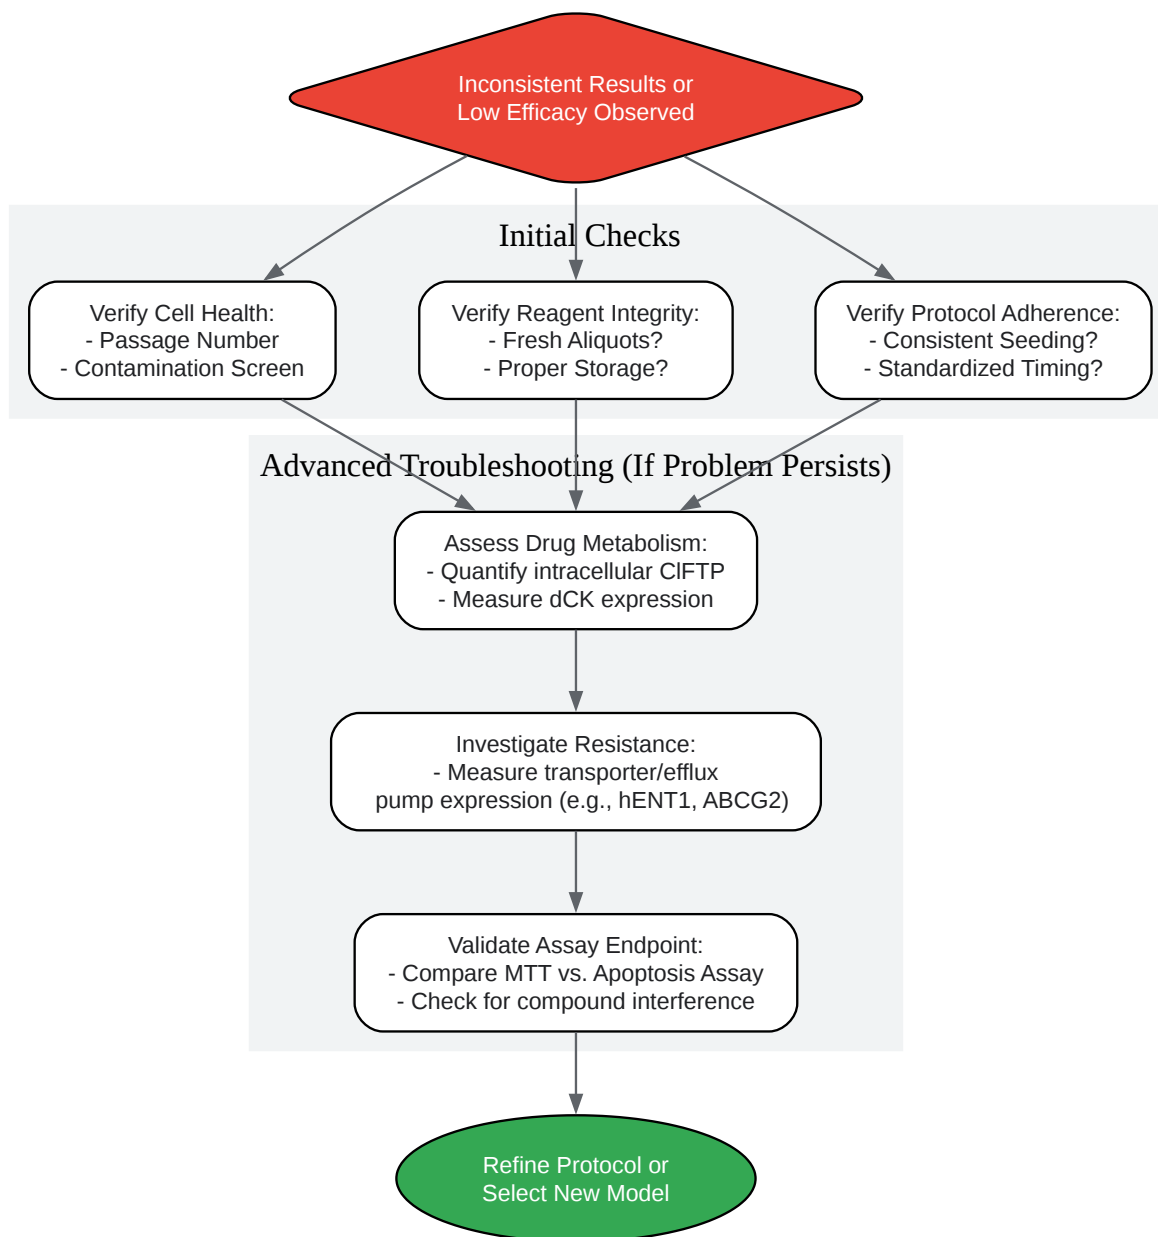 Inconsistent Results or
Low Efficacy Observed
Initial Checks
Verify Cell Health:
- Passage Number
- Contamination Screen
Verify Reagent Integrity:
- Fresh Aliquots?
- Proper Storage?
Verify Protocol Adherence:
- Consistent Seeding?
- Standardized Timing?
Advanced Troubleshooting (If Problem Persists)
Assess Drug Metabolism:
- Quantify intracellular ClFTP
- Measure dCK expression
Investigate Resistance:
- Measure transporter/efflux
pump expression (e.g., hENT1, ABCG2)
Validate Assay Endpoint:
- Compare MTT vs. Apoptosis Assay
- Check for compound interference
Refine Protocol or
Select New Model